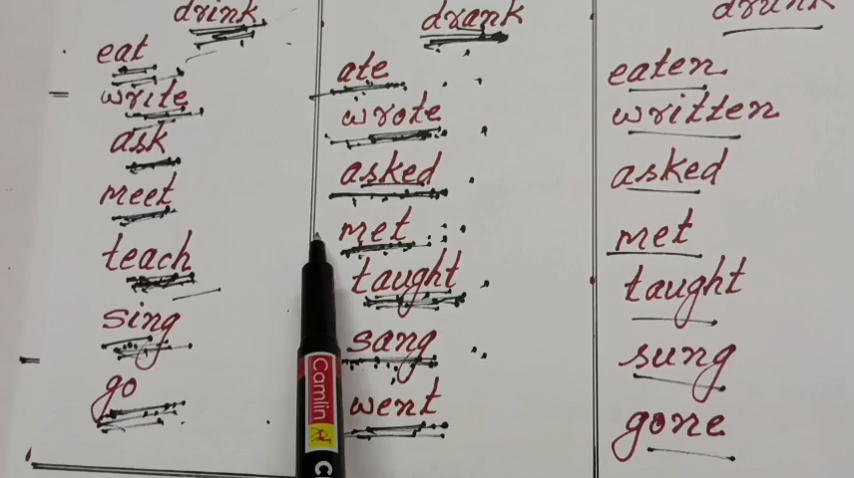 drink drank drunk
eat ate eaten
write wrote written
ask asked asked
meet met met
teach taught taught
sing sang sung
go went gone
Camlin